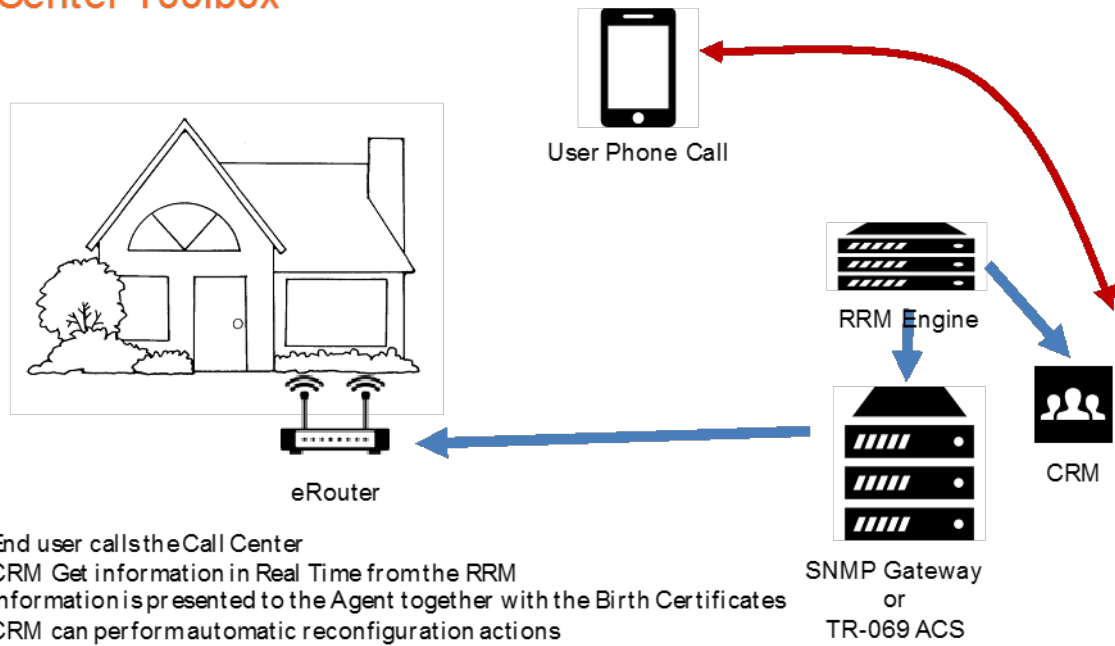 Center Toolbox
User Phone Call
RRM Engine
CRM
eRouter
End user calls the Call Center
CRM Get information in Real Time from the RRM
Information is presented to the Agent together with the Birth Certificates
CRM can perform automatic reconfiguration actions
SNMP Gateway
or
TR-069 ACS